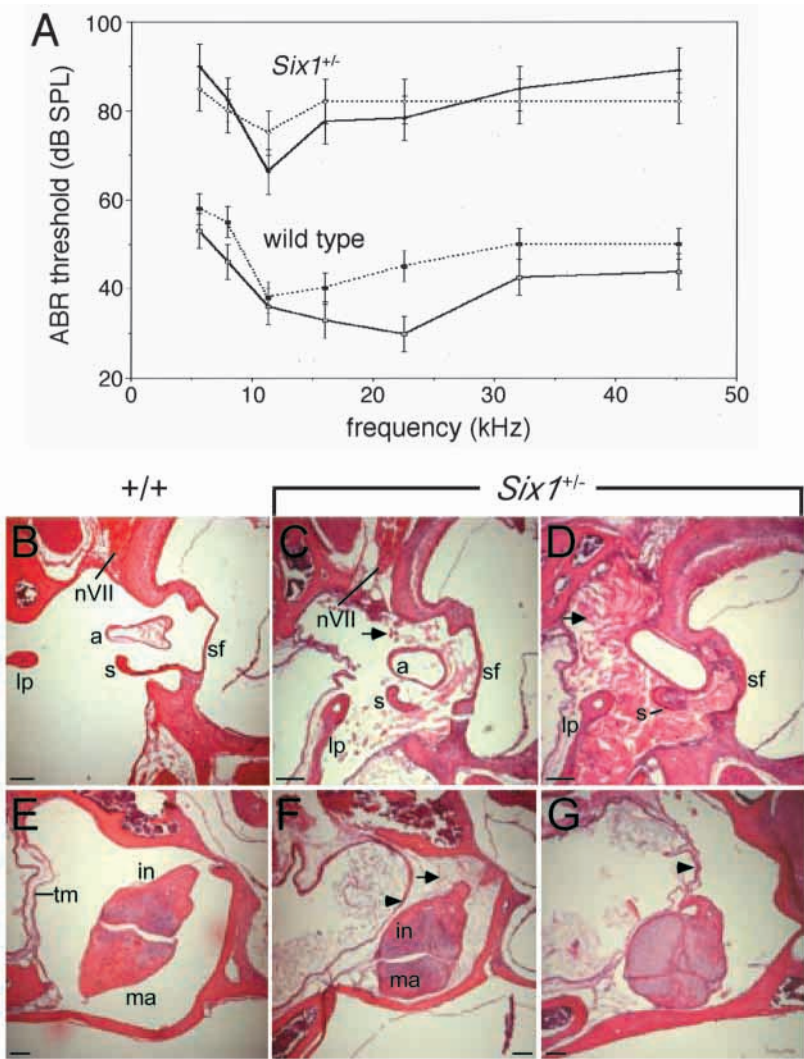 A
Six1+/-
wild type
ABR threshold (dB SPL)
100
80
60
40
20
0
10
20
30
40
50
frequency (kHz)
+/+
Six1+/-
B
nVII
a
s
lp
sf
C
nVII
a
s
lp
sf
D
lp
s
sf
E
in
tm
ma
F
in
ma
G